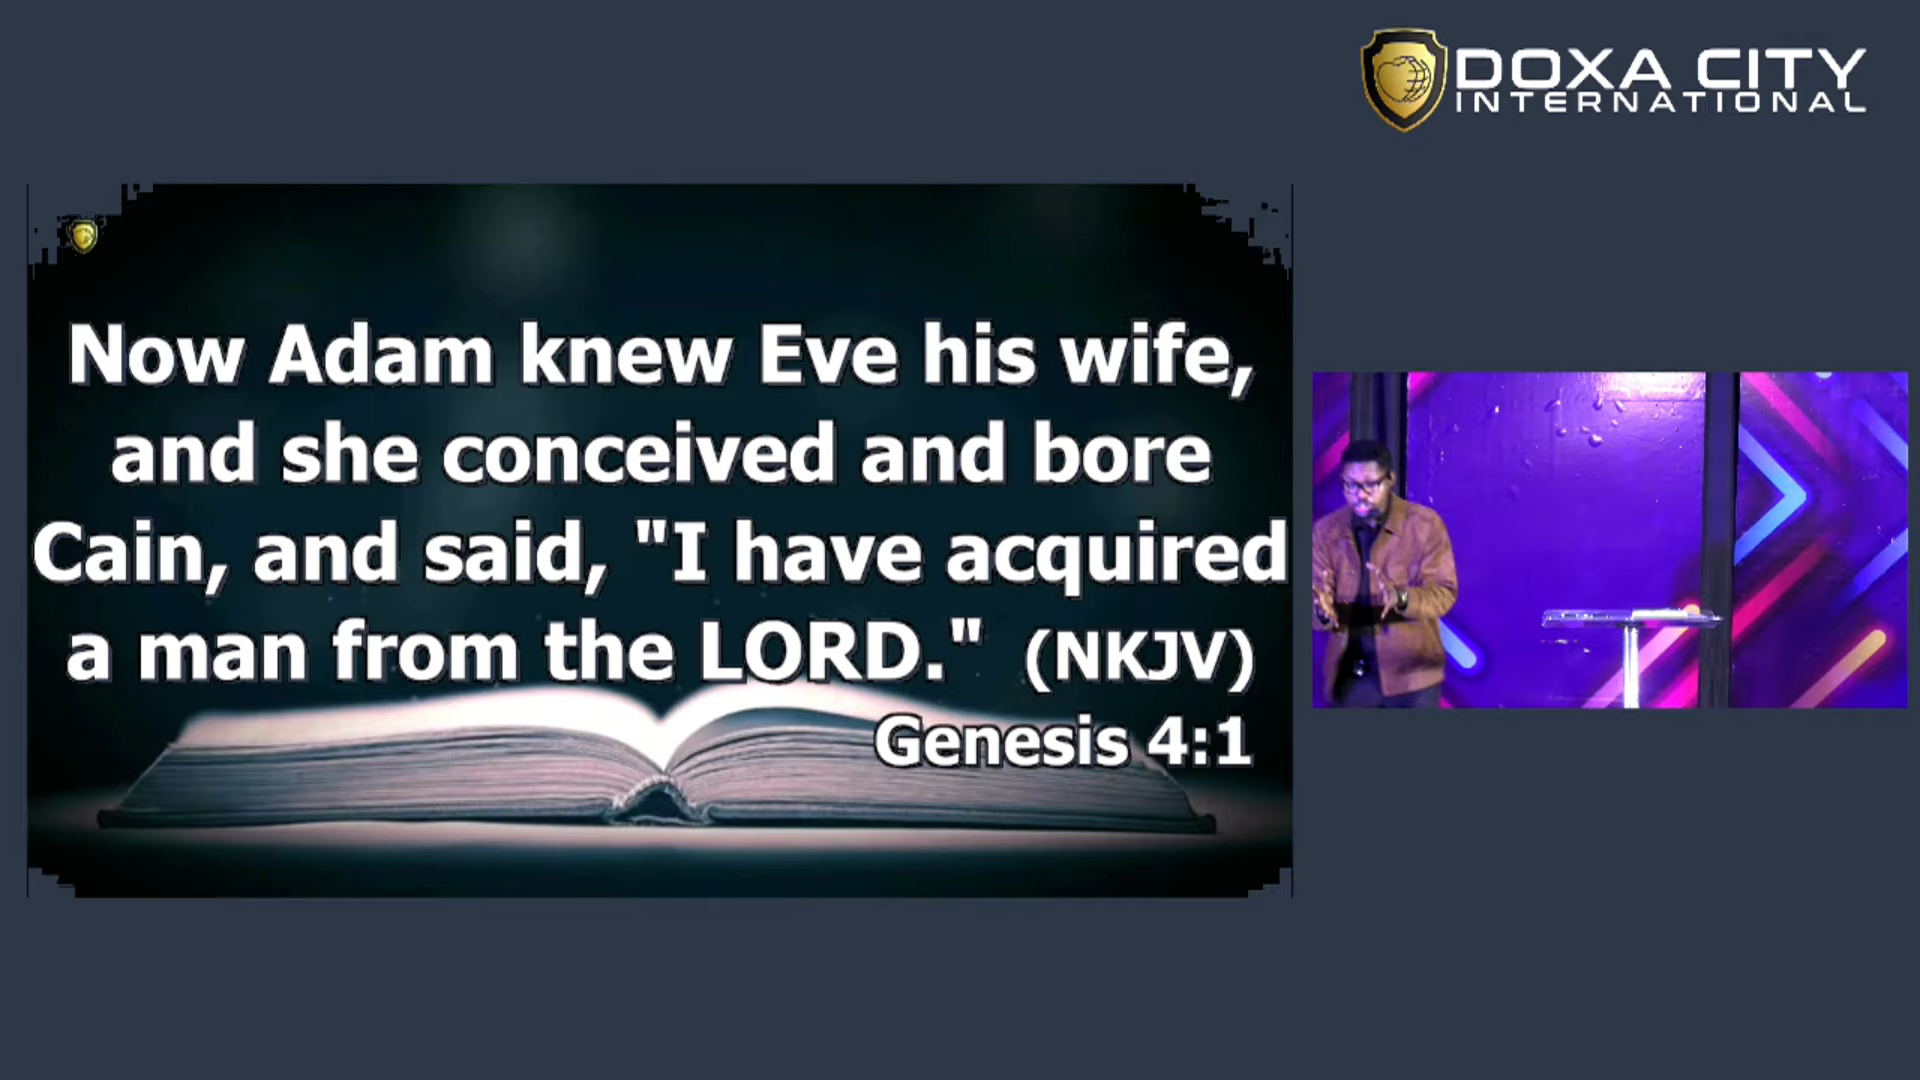 DOXA CITY
INTERNATIONAL
Now Adam knew Eve his wife,
and she conceived and bore
Cain, and said, "I have acquired
a man from the LORD." (NKJV)
Genesis 4:1